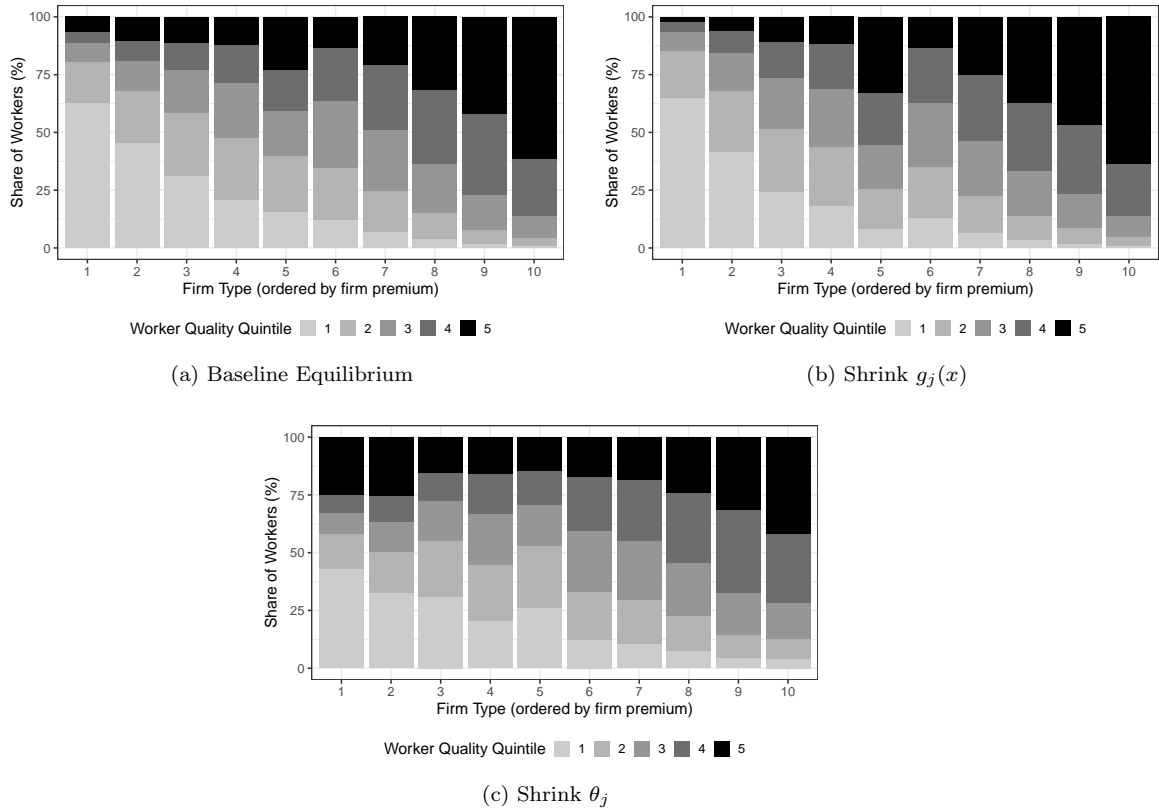 100
75
50
25
0
Share of Workers (%)
1 2 3 4 5 6 7 8 9 10
Firm Type (ordered by firm premium)
Worker Quality Quintile 1 2 3 4 5
(a) Baseline Equilibrium
100
75
50
25
0
Share of Workers (%)
1 2 3 4 5 6 7 8 9 10
Firm Type (ordered by firm premium)
Worker Quality Quintile 1 2 3 4 5
(b) Shrink g_j(x)
100
75
50
25
0
Share of Workers (%)
1 2 3 4 5 6 7 8 9 10
Firm Type (ordered by firm premium)
Worker Quality Quintile 1 2 3 4 5
(c) Shrink θ_j